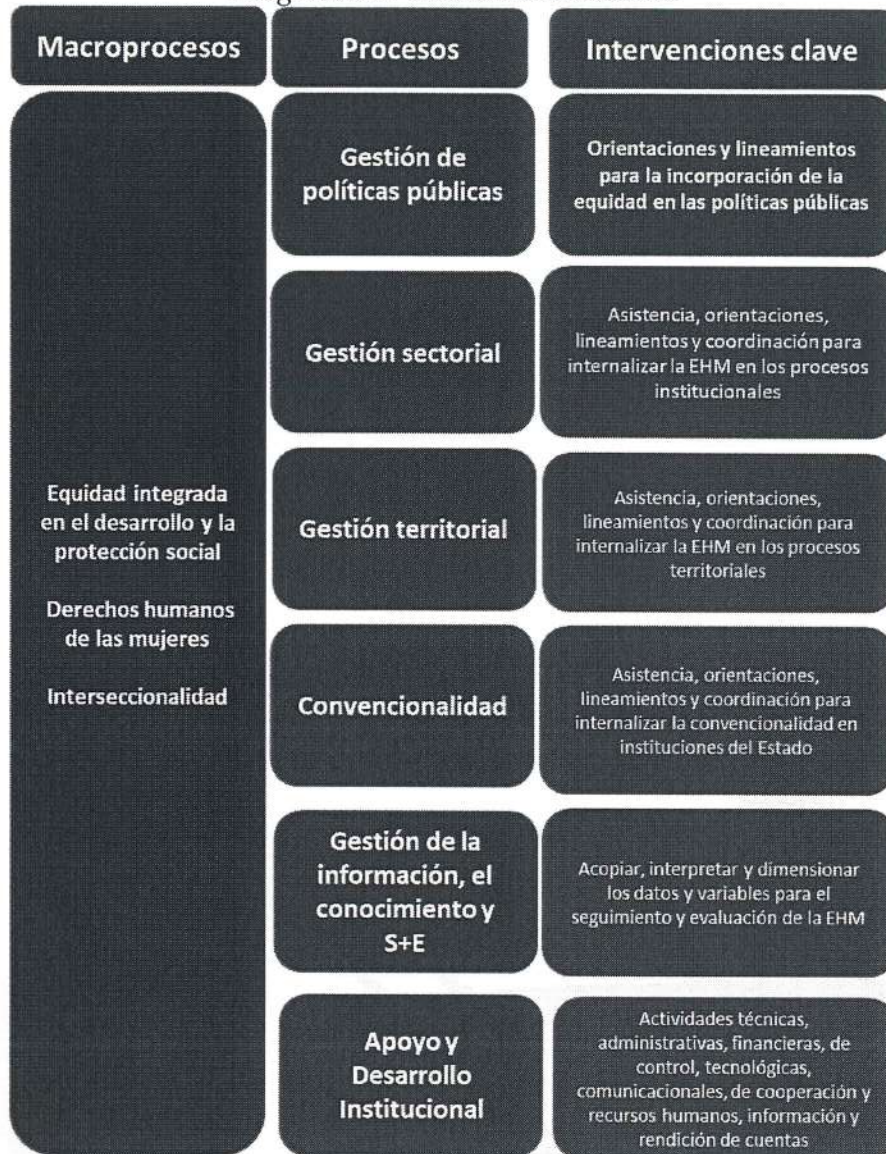 Macroprocesos
Procesos
Intervenciones clave
Equidad integrada
en el desarrollo y la
protección social
Derechos humanos
de las mujeres
Interseccionalidad
Gestión de
políticas públicas
Orientaciones y lineamientos
para la incorporación de la
equidad en las políticas públicas
Gestión sectorial
Asistencia, orientaciones,
lineamientos y coordinación para
internalizar la EHM en los procesos
institucionales
Gestión territorial
Asistencia, orientaciones,
lineamientos y coordinación para
internalizar la EHM en los procesos
territoriales
Convencionalidad
Asistencia, orientaciones,
lineamientos y coordinación para
internalizar la convencionalidad en
instituciones del Estado
Gestión de la
información, el
conocimiento y
S+E
Acopiar, interpretar y dimensionar
los datos y variables para el
seguimiento y evaluación de la EHM
Apoyo y
Desarrollo
Institucional
Actividades técnicas,
administrativas, financieras, de
control, tecnológicas,
comunicacionales, de cooperación y
recursos humanos, información y
rendición de cuentas